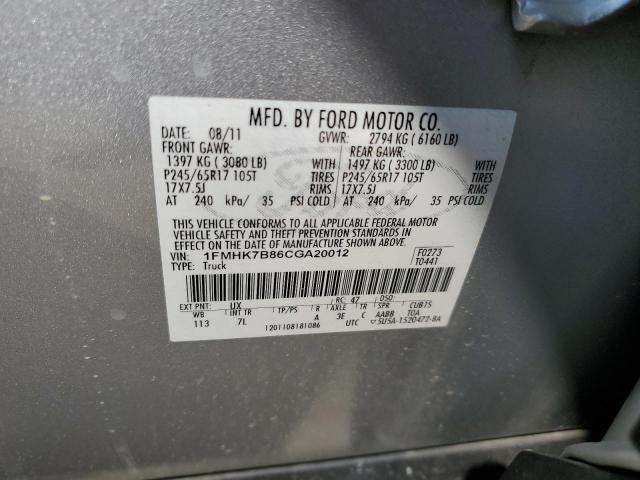 MFD. BY FORD MOTOR CO.
DATE: 08/11 GVWR: 2794 KG ( 6160 LB)
FRONT GAWR: REAR GAWR:
1397 KG ( 3080 LB) WITH 1497 KG ( 3300 LB) WITH
P245/65R17 105T TIRES P245/65R17 105T TIRES
17X7.5J RIMS 17X7.5J RIMS
AT 240 kPa/ 35 PSI COLD AT 240 kPa/ 35 PSI COLD
THIS VEHICLE CONFORMS TO ALL APPLICABLE FEDERAL MOTOR
VEHICLE SAFETY AND THEFT PREVENTION STANDARDS IN
EFFECT ON THE DATE OF MANUFACTURE SHOWN ABOVE.
VIN: 1FMHK7B86CGA20012 F0273
TYPE: Truck T0441
EXT PNT: UX RC: 47 DSO:
WB INT TR TP/PS R AXLE TR SPR CUBTS
113 7L A 3E C AABB TOA
1201108181086 UTC 5U5A-1520472-BA